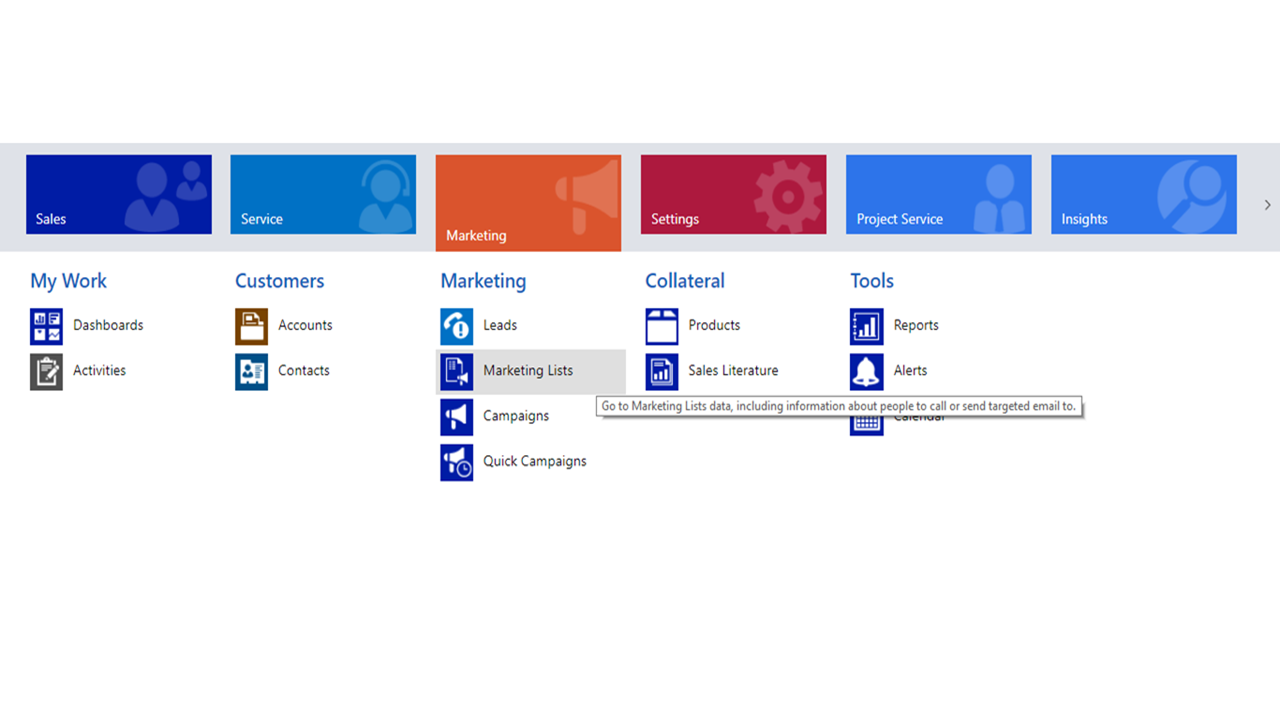 Sales
Service
Marketing
Settings
Project Service
Insights
My Work
Customers
Marketing
Collateral
Tools
Dashboards
Accounts
Leads
Products
Reports
Activities
Contacts
Marketing Lists
Sales Literature
Alerts
Go to Marketing Lists data, including information about people to call or send targeted email to.
Campaigns
Calendar
Quick Campaigns